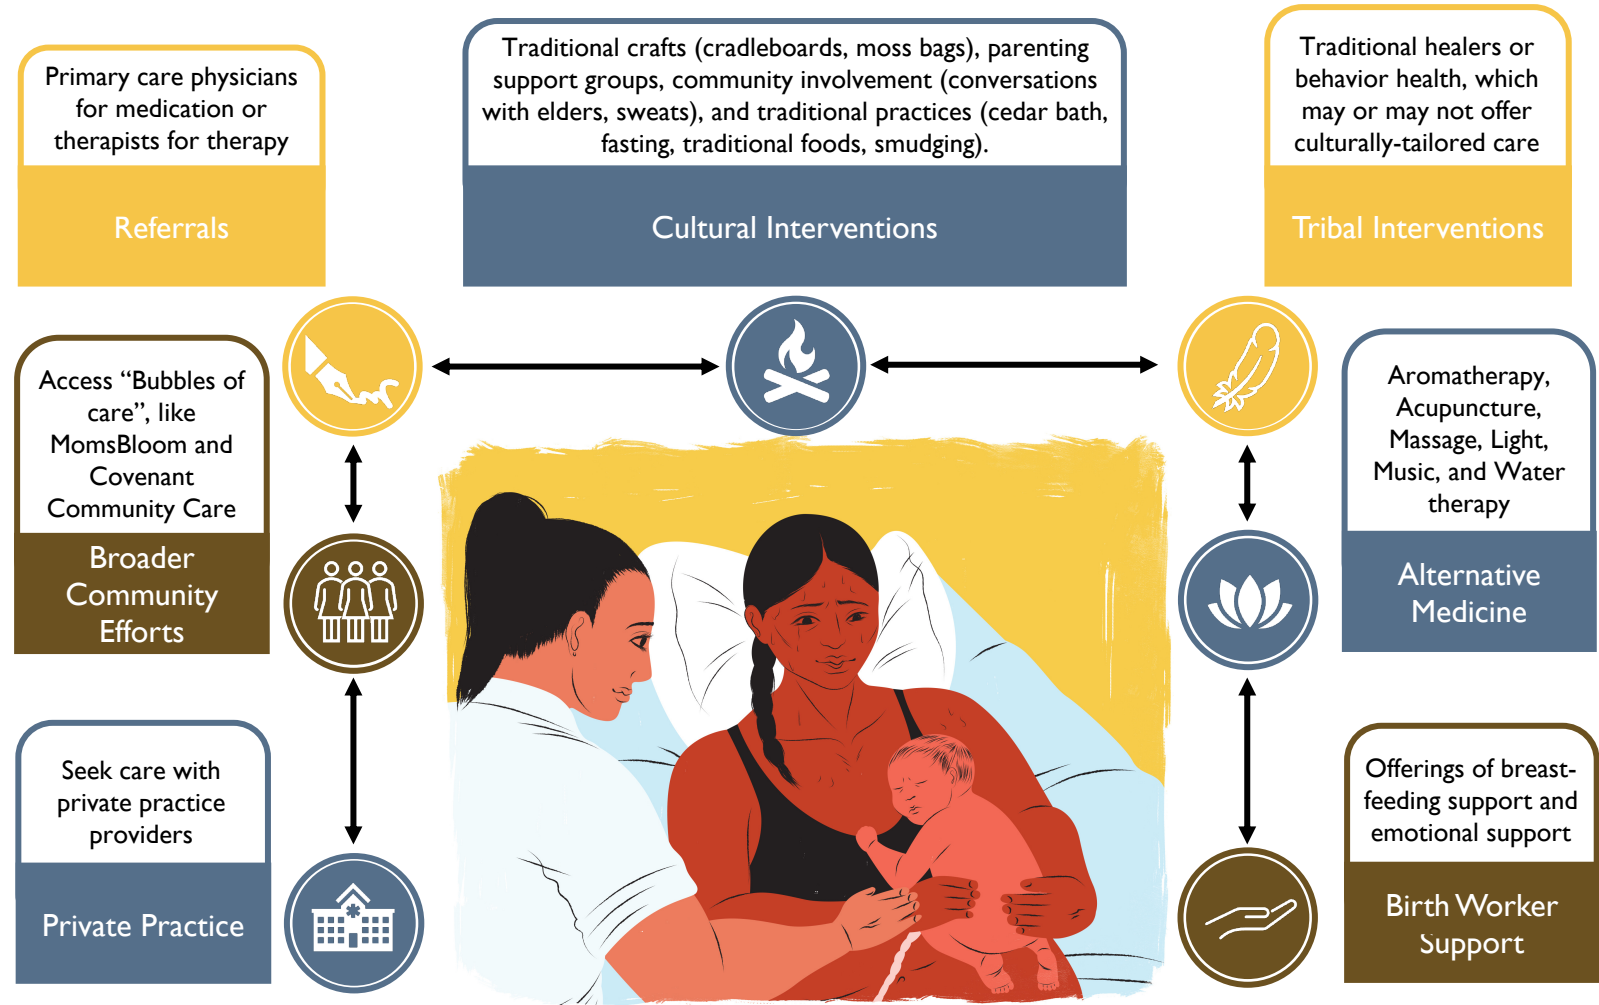 Primary care physicians
for medication or
therapists for therapy
Referrals
Traditional crafts (cradleboards, moss bags), parenting
support groups, community involvement (conversations
with elders, sweats), and traditional practices (cedar bath,
fasting, traditional foods, smudging).
Cultural Interventions
Traditional healers or
behavior health, which
may or may not offer
culturally-tailored care
Tribal Interventions
Access “Bubbles of
care”, like
MomsBloom and
Covenant
Community Care
Broader
Community
Efforts
Aromatherapy,
Acupuncture,
Massage, Light,
Music, and Water
therapy
Alternative
Medicine
Seek care with
private practice
providers
Private Practice
Offerings of breast-
feeding support and
emotional support
Birth Worker
Support